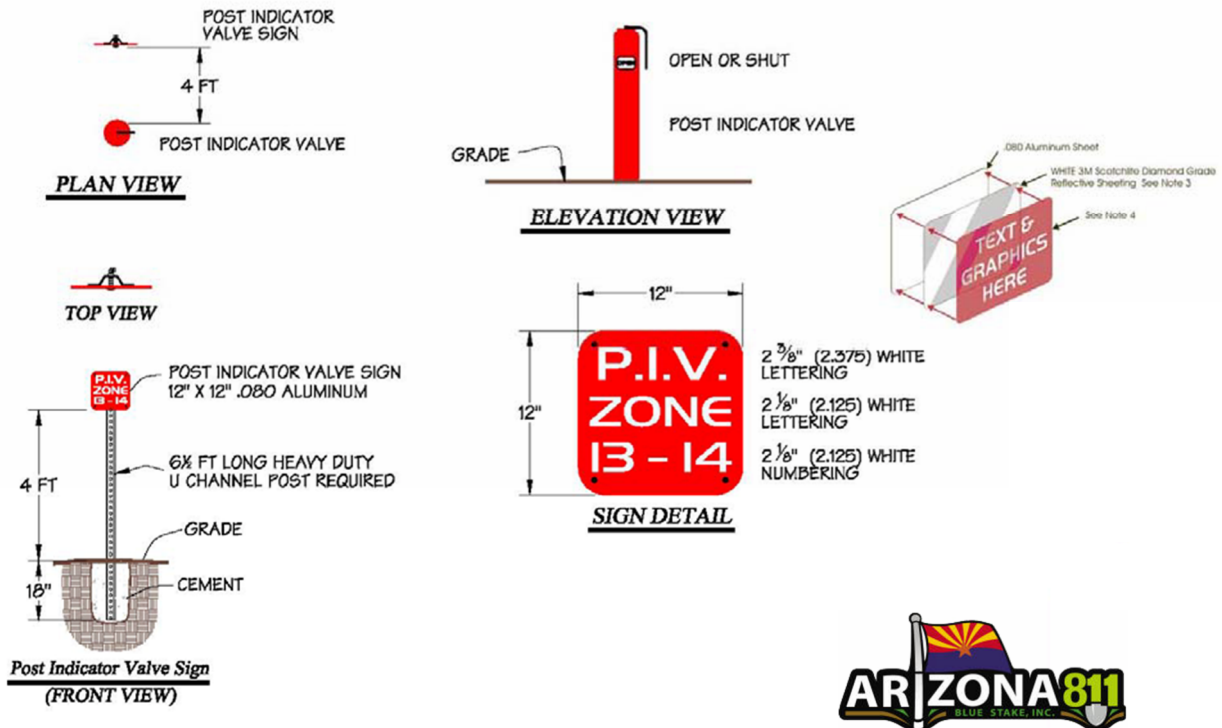 POST INDICATOR
VALVE SIGN
4 FT
POST INDICATOR VALVE
PLAN VIEW
OPEN
OPEN OR SHUT
POST INDICATOR VALVE
GRADE
ELEVATION VIEW
.080 Aluminum Sheet
WHITE 3M Scotchlite Diamond Grade
Reflective Sheeting See Note 3
See Note 4
TEXT &
GRAPHICS
HERE
TOP VIEW
P.I.V.
ZONE
13 - 14
POST INDICATOR VALVE SIGN
12" X 12" .080 ALUMINUM
4 FT
6½ FT LONG HEAVY DUTY
U CHANNEL POST REQUIRED
GRADE
18"
CEMENT
Post Indicator Valve Sign
(FRONT VIEW)
12"
12"
P.I.V.
ZONE
13 - 14
2 3/8" (2.375) WHITE
LETTERING
2 1/8" (2.125) WHITE
LETTERING
2 1/8" (2.125) WHITE
NUMBERING
SIGN DETAIL
ARIZONA 811
BLUE STAKE, INC.